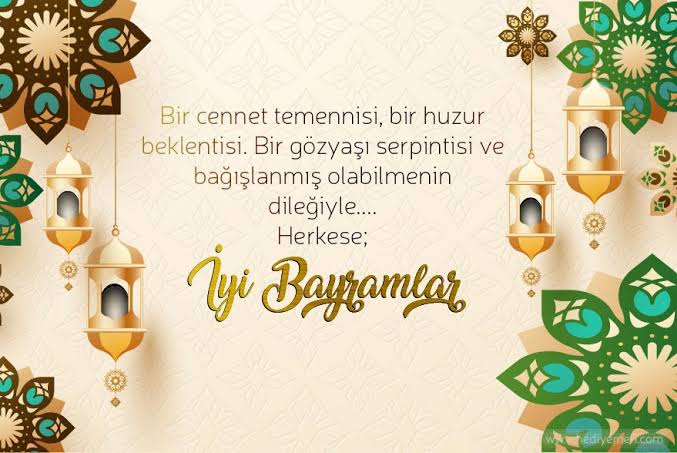 Bir cennet temennisi, bir huzur
beklentisi. Bir gözyaşı serpintisi ve
bağışlanmış olabilmenin
dileğiyle....
Herkese;
İyi Bayramlar
www.hediyemen.com